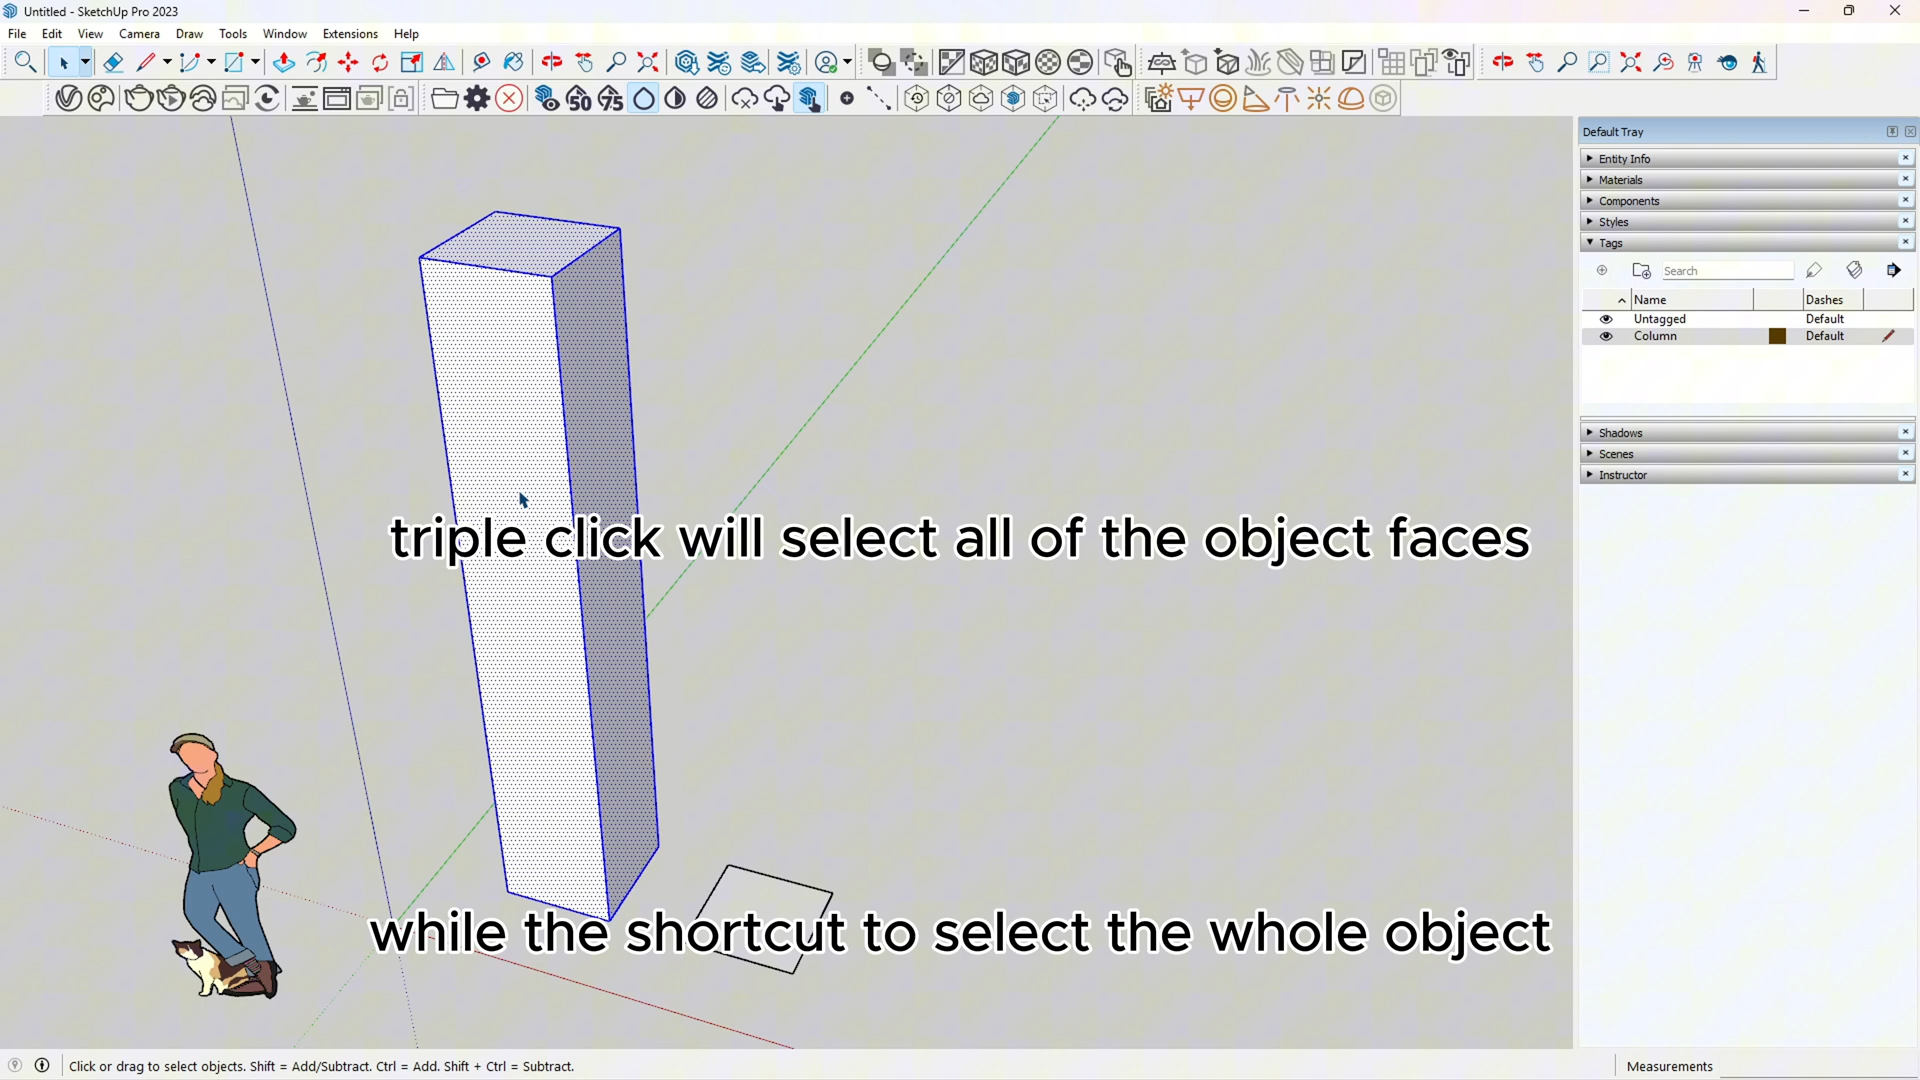 Untitled - SketchUp Pro 2023
File Edit View Camera Draw Tools Window Extensions Help
50 75
Default Tray
Entity Info
Materials
Components
Styles
Tags
Search
Name Dashes
Untagged Default
Column Default
Shadows
Scenes
Instructor
triple click will select all of the object faces
while the shortcut to select the whole object
Click or drag to select objects. Shift = Add/Subtract. Ctrl = Add. Shift + Ctrl = Subtract.
Measurements